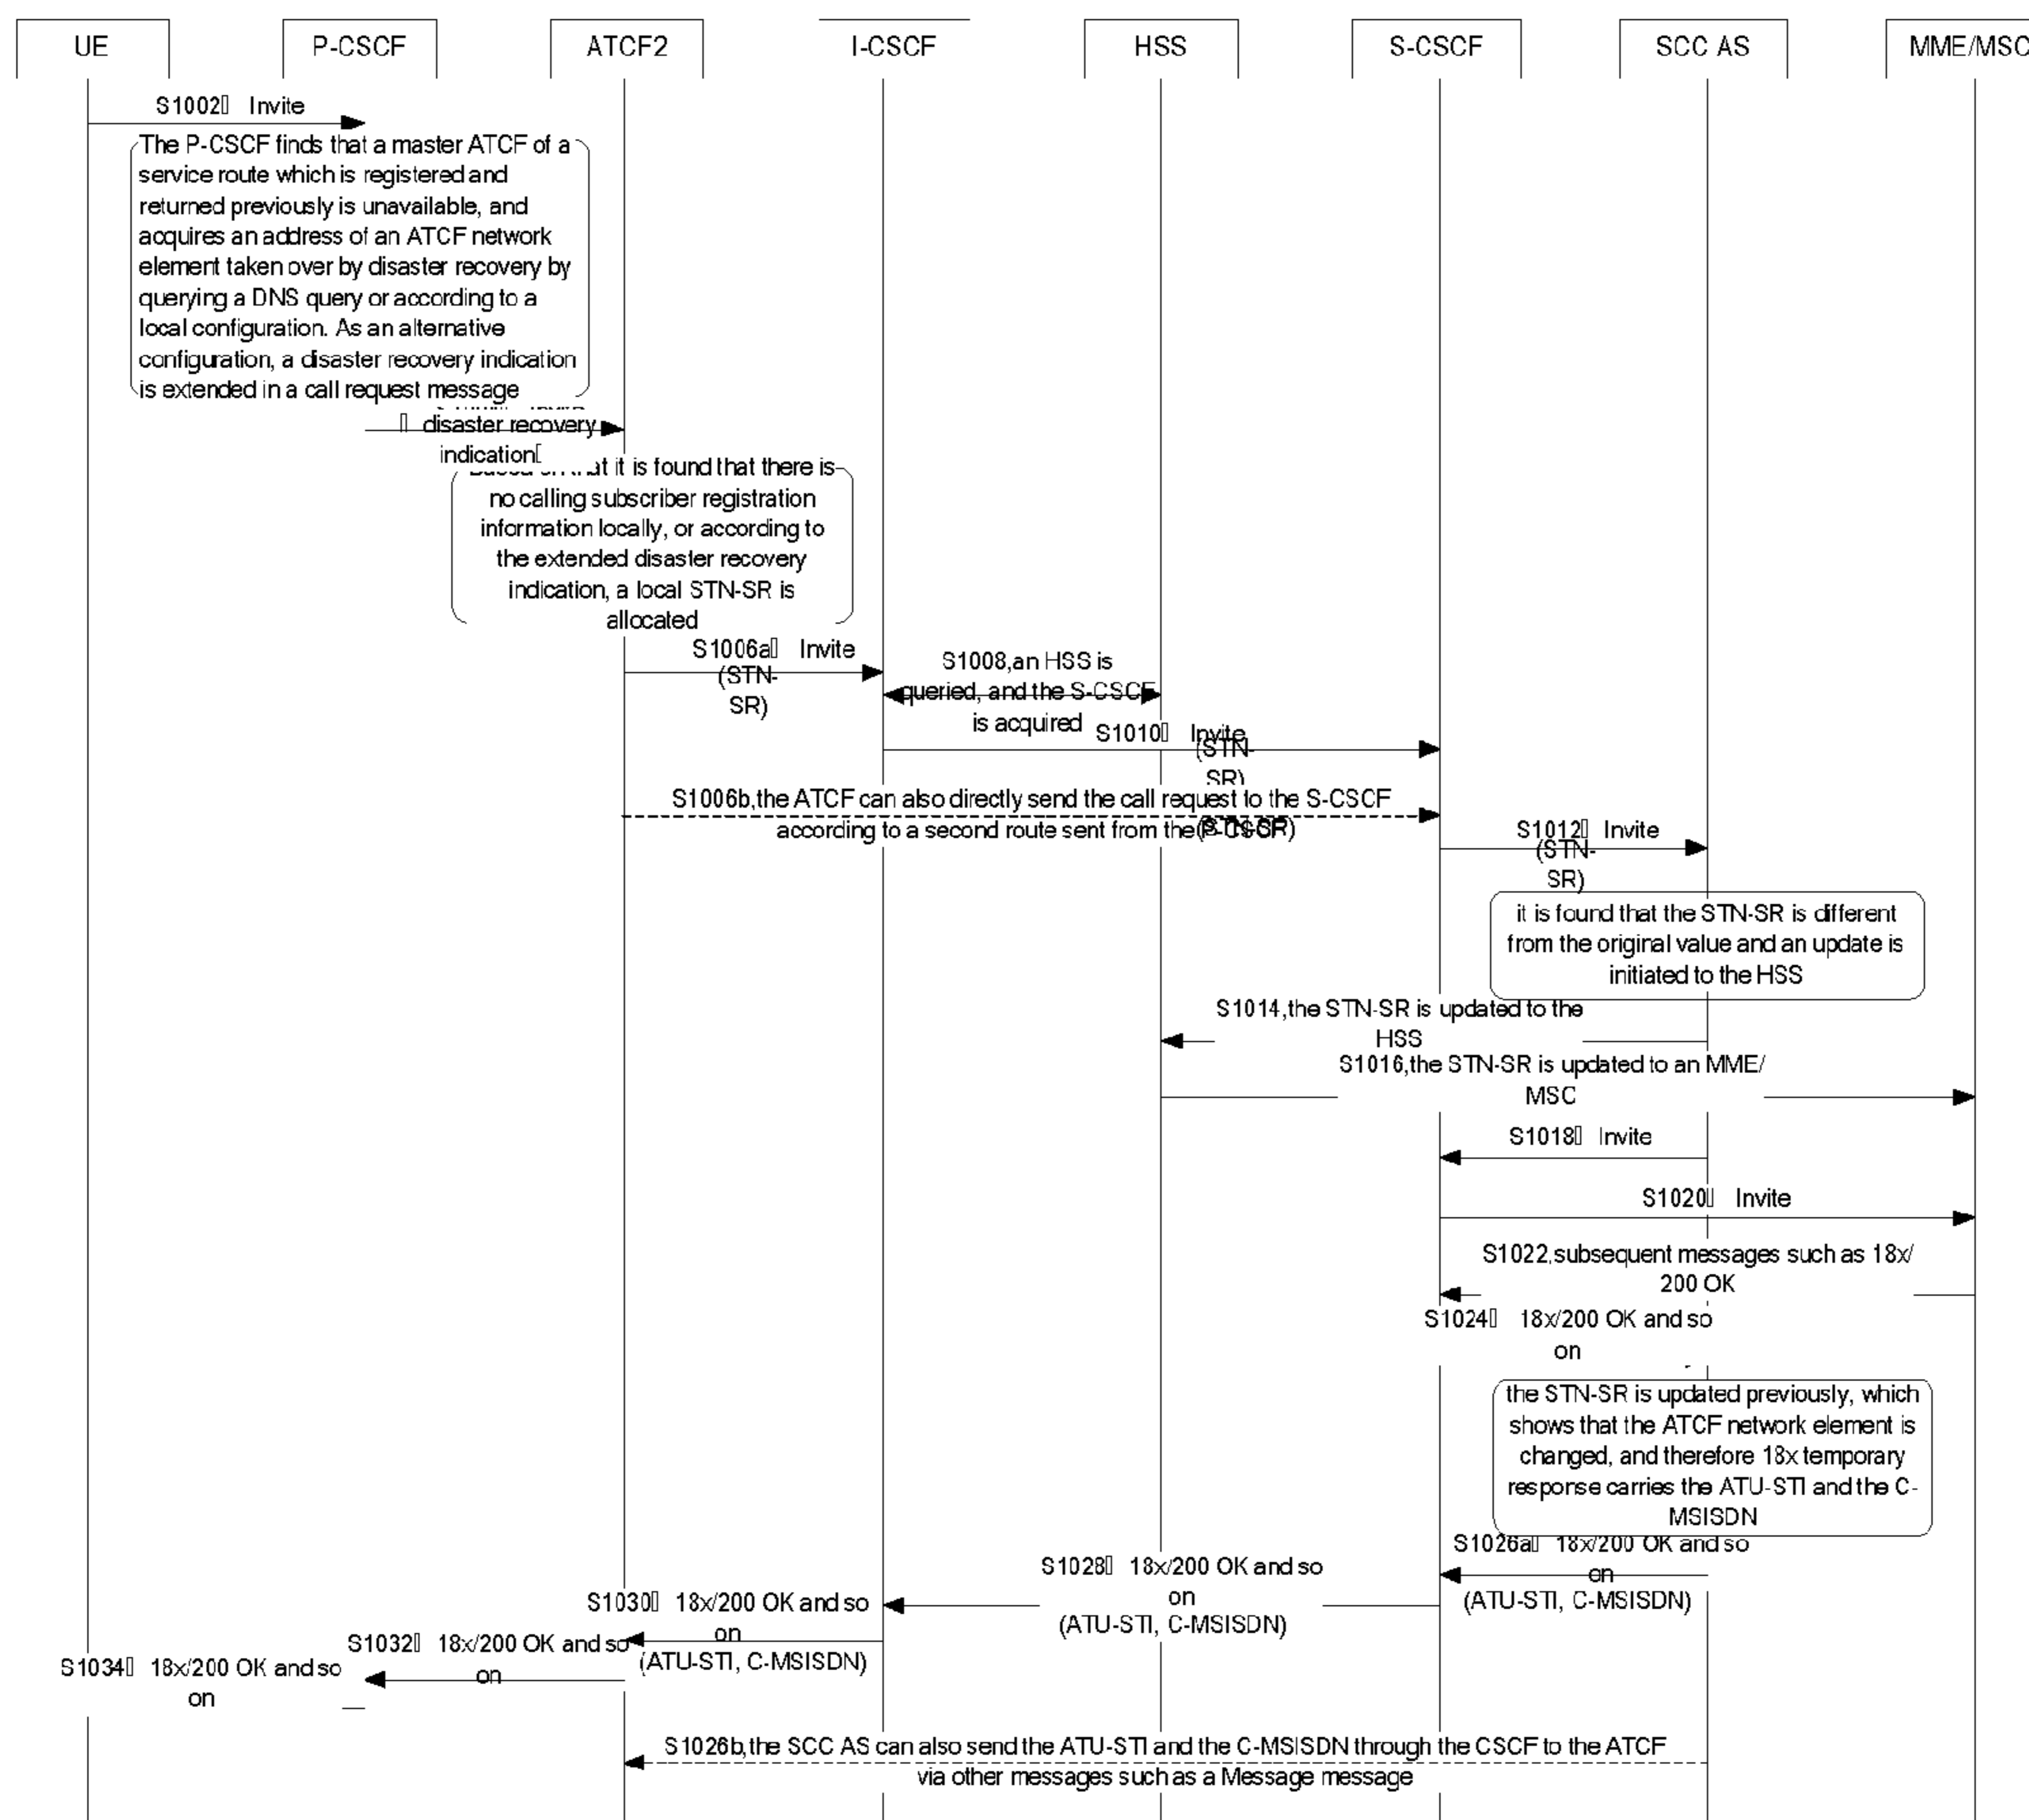 UE
P-CSCF
ATCF2
I-CSCF
HSS
S-CSCF
SCC AS
MME/MSC
S1002 Invite
The P-CSCF finds that a master ATCF of a
service route which is registered and
returned previously is unavailable, and
acquires an address of an ATCF network
element taken over by disaster recovery by
querying a DNS query or according to a
local configuration. As an alternative
configuration, a disaster recovery indication
is extended in a call request message
disaster recovery
indication
that it is found that there is
no calling subscriber registration
information locally, or according to
the extended disaster recovery
indication, a local STN-SR is
allocated
S1006a Invite
(STN-
SR)
S1008,an HSS is
queried, and the S-CSCF
is acquired
S1010 Invite
(STN-
SR)
S1006b,the ATCF can also directly send the call request to the S-CSCF
according to a second route sent from the P-CSCF
(STN-SR)
S1012 Invite
(STN-
SR)
it is found that the STN-SR is different
from the original value and an update is
initiated to the HSS
S1014,the STN-SR is updated to the
HSS
S1016,the STN-SR is updated to an MME/
MSC
S1018 Invite
S1020 Invite
S1022,subsequent messages such as 18x/
200 OK
S1024 18x/200 OK and so
on
the STN-SR is updated previously, which
shows that the ATCF network element is
changed, and therefore 18x temporary
response carries the ATU-STI and the C-
MSISDN
S1026a 18x/200 OK and so
on
(ATU-STI, C-MSISDN)
S1028 18x/200 OK and so
on
(ATU-STI, C-MSISDN)
S1030 18x/200 OK and so
on
(ATU-STI, C-MSISDN)
S1032 18x/200 OK and so
on
S1034 18x/200 OK and so
on
S1026b,the SCC AS can also send the ATU-STI and the C-MSISDN through the CSCF to the ATCF
via other messages such as a Message message